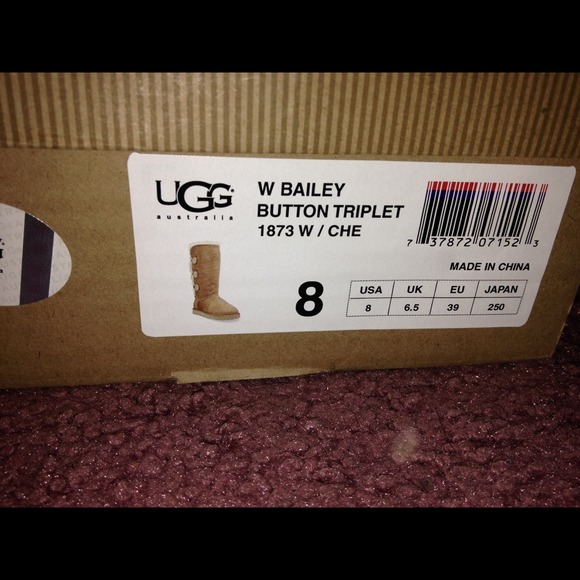 UGG
australia
W BAILEY
BUTTON TRIPLET
1873 W / CHE
7 37872 07152 3
MADE IN CHINA
8
USA UK EU JAPAN
8 6.5 39 250